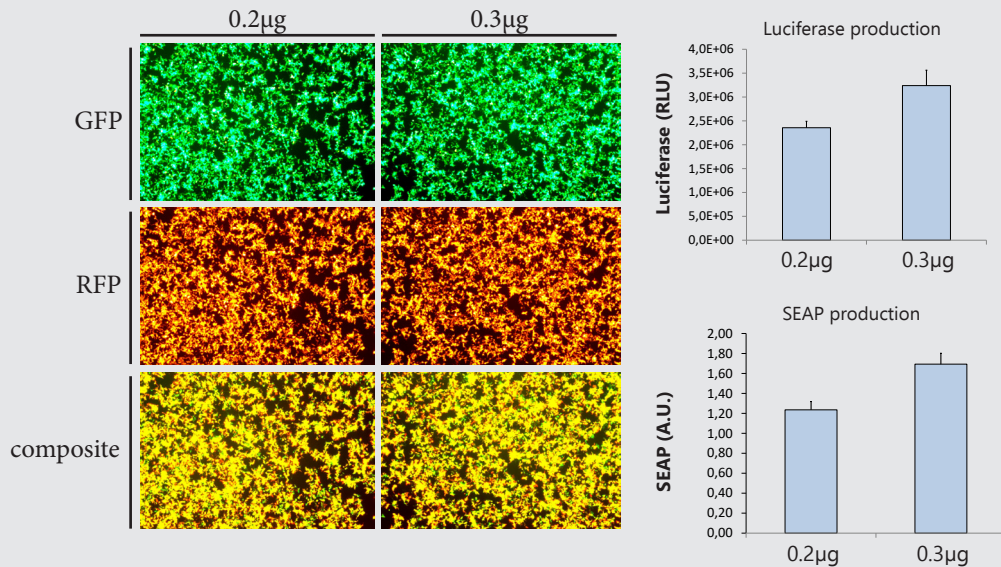 0.2µg
0.3µg
GFP
RFP
composite
Luciferase production
Luciferase (RLU)
4,0E+06
3,5E+06
3,0E+06
2,5E+06
2,0E+06
1,5E+06
1,0E+06
5,0E+05
0,0E+00
0.2µg
0.3µg
SEAP production
SEAP (A.U.)
2,00
1,80
1,60
1,40
1,20
1,00
0,80
0,60
0,40
0,20
0,00
0.2µg
0.3µg